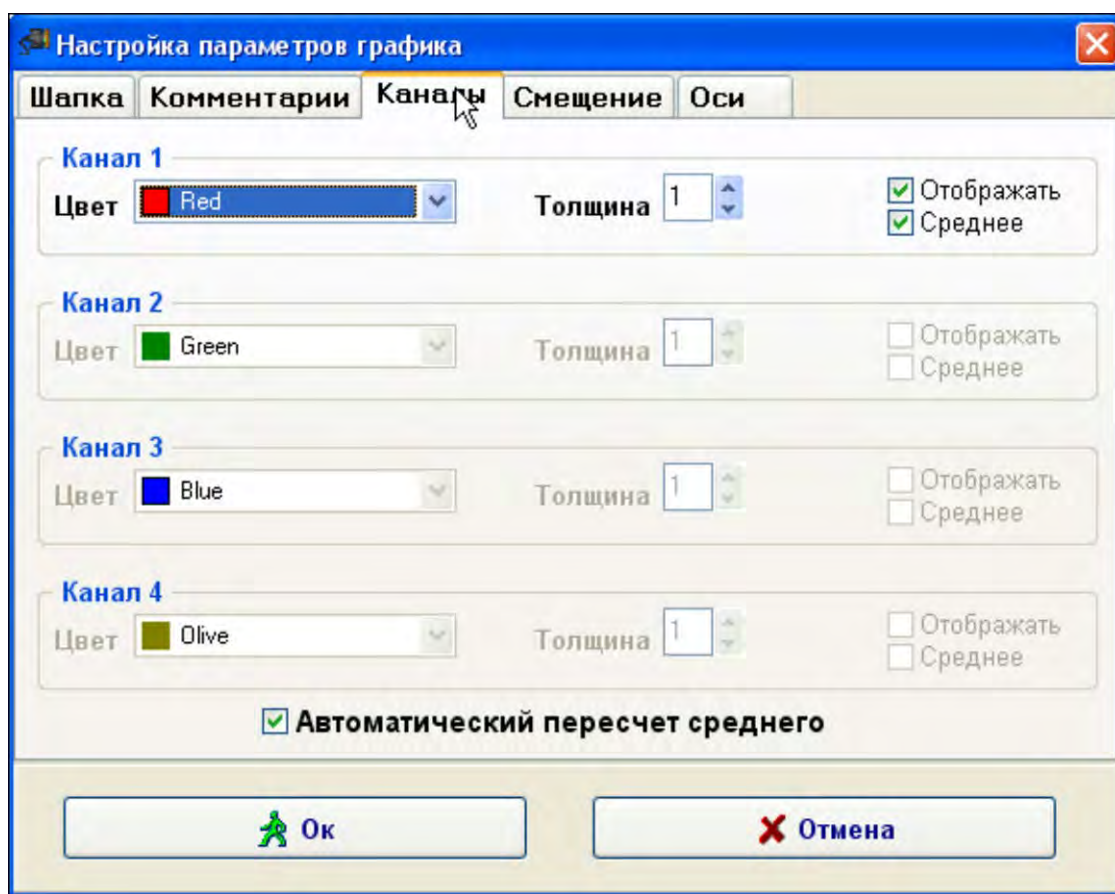 Настройка параметров графика
Шапка Комментарии Каналы Смещение Оси
Канал 1
Цвет Red Толщина 1 Отображать
Среднее
Канал 2
Цвет Green Толщина 1 Отображать
Среднее
Канал 3
Цвет Blue Толщина 1 Отображать
Среднее
Канал 4
Цвет Olive Толщина 1 Отображать
Среднее
Автоматический пересчет среднего
Ок Отмена